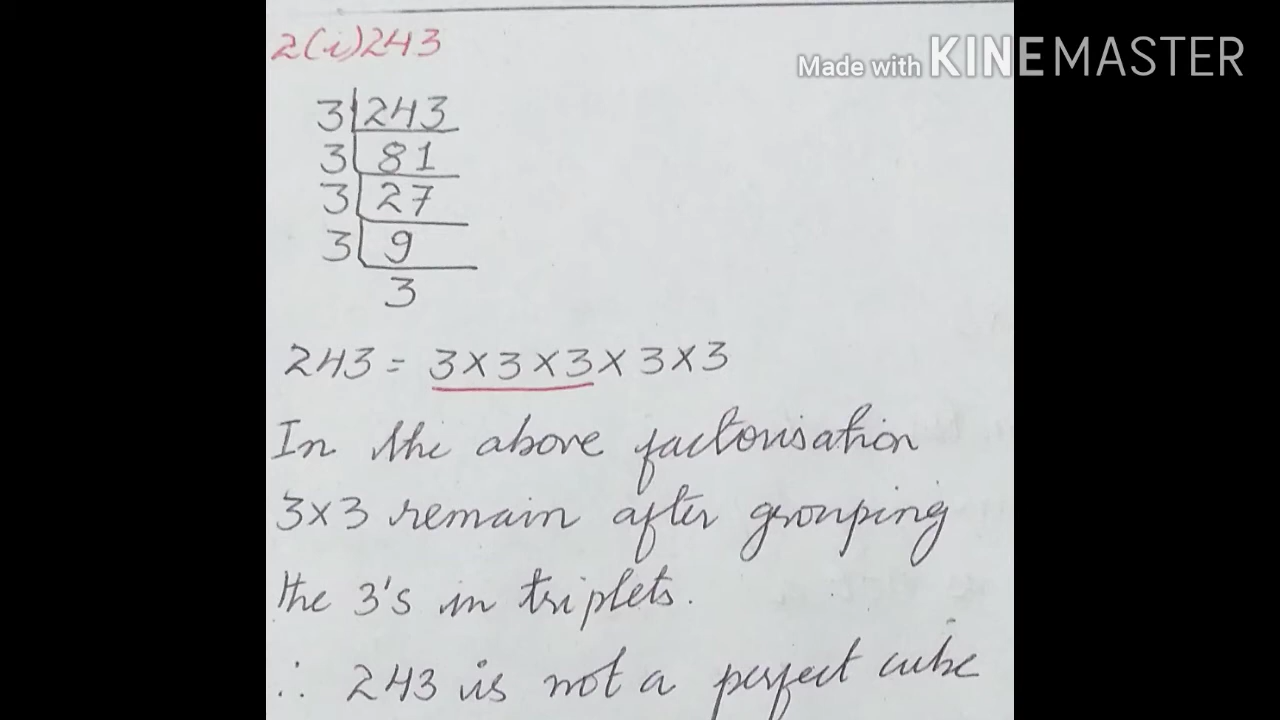 2(i)243
Made with KINEMASTER
3 243
3 81
3 27
3 9
3
243 = 3×3×3×3×3
In the above factorisation
3×3 remain after grouping
the 3's in triplets.
∴ 243 is not a perfect cube